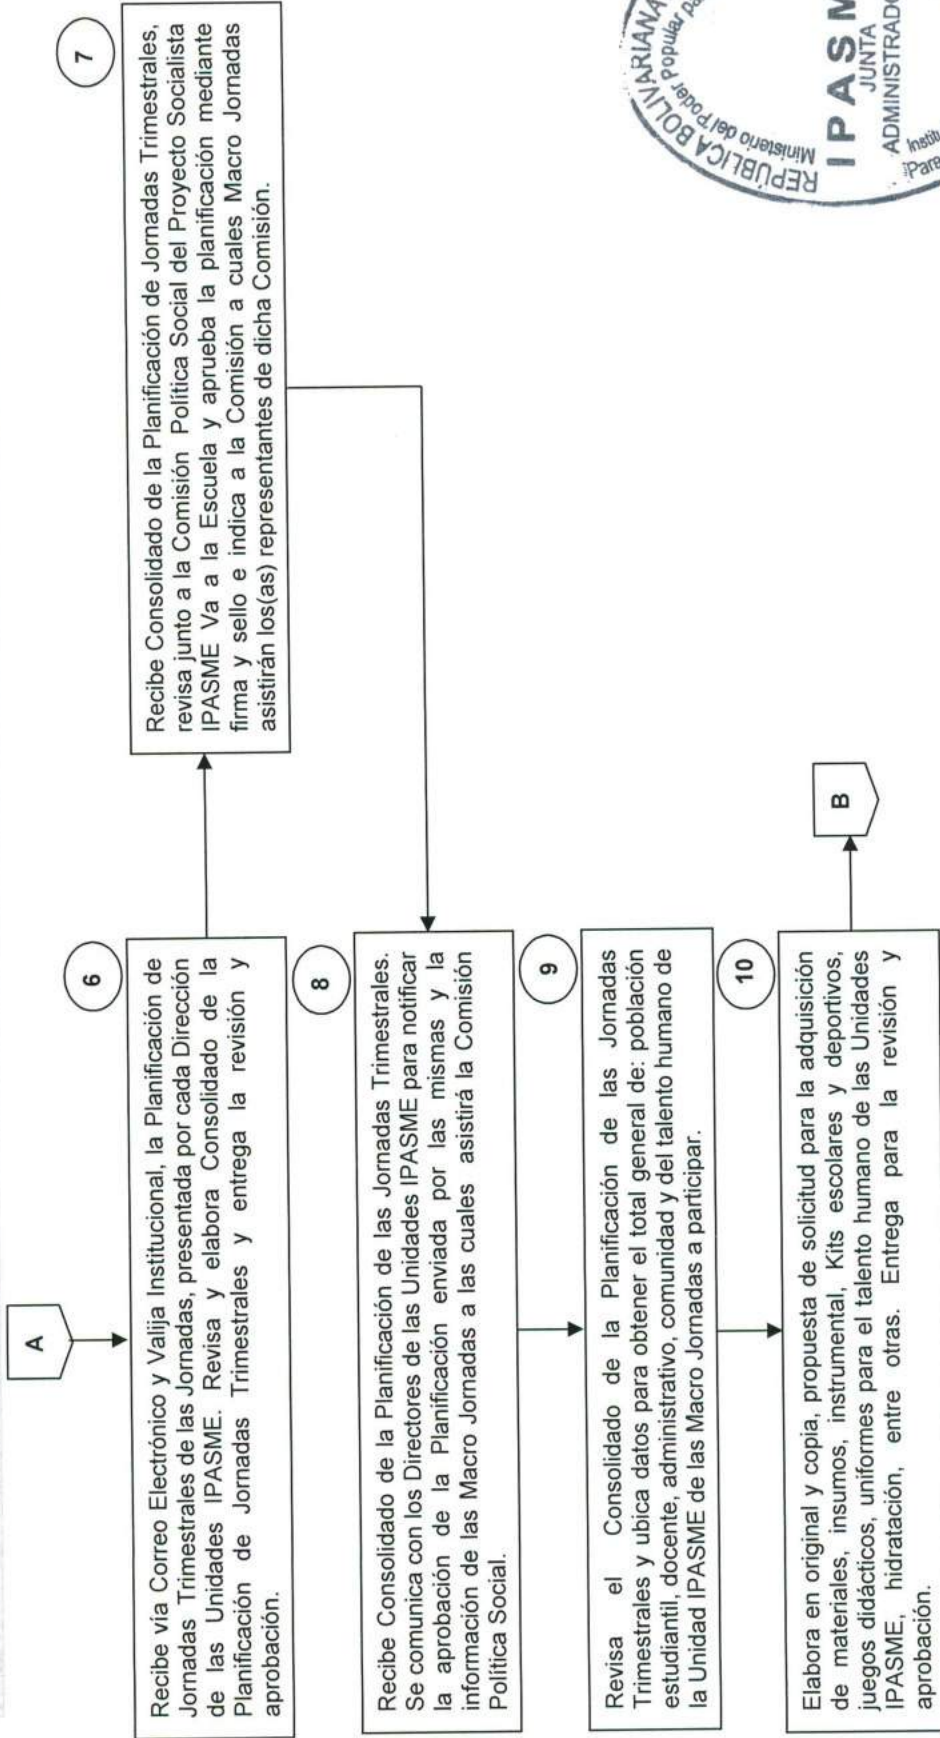 A
6
Recibe vía Correo Electrónico y Valija Institucional, la Planificación de
Jornadas Trimestrales de las Jornadas, presentada por cada Dirección
de las Unidades IPASME. Revisa y elabora Consolidado de la
Planificación de Jornadas Trimestrales y entrega la revisión y
aprobación.
7
Recibe Consolidado de la Planificación de Jornadas Trimestrales,
revisa junto a la Comisión Política Social del Proyecto Socialista
IPASME Va a la Escuela y aprueba la planificación mediante
firma y sello e indica a la Comisión a cuales Macro Jornadas
asistirán los(as) representantes de dicha Comisión.
8
Recibe Consolidado de la Planificación de las Jornadas Trimestrales.
Se comunica con los Directores de las Unidades IPASME para notificar
la aprobación de la Planificación enviada por las mismas y la
información de las Macro Jornadas a las cuales asistirá la Comisión
Política Social.
9
Revisa el Consolidado de la Planificación de las Jornadas
Trimestrales y ubica datos para obtener el total general de: población
estudiantil, docente, administrativo, comunidad y del talento humano de
la Unidad IPASME de las Macro Jornadas a participar.
10
Elabora en original y copia, propuesta de solicitud para la adquisición
de materiales, insumos, instrumental, Kits escolares y deportivos,
juegos didácticos, uniformes para el talento humano de las Unidades
IPASME, hidratación, entre otras. Entrega para la revisión y
aprobación.
B
REPÚBLICA BOLIVARIANA
Ministerio del Poder Popular
IPASM
JUNTA